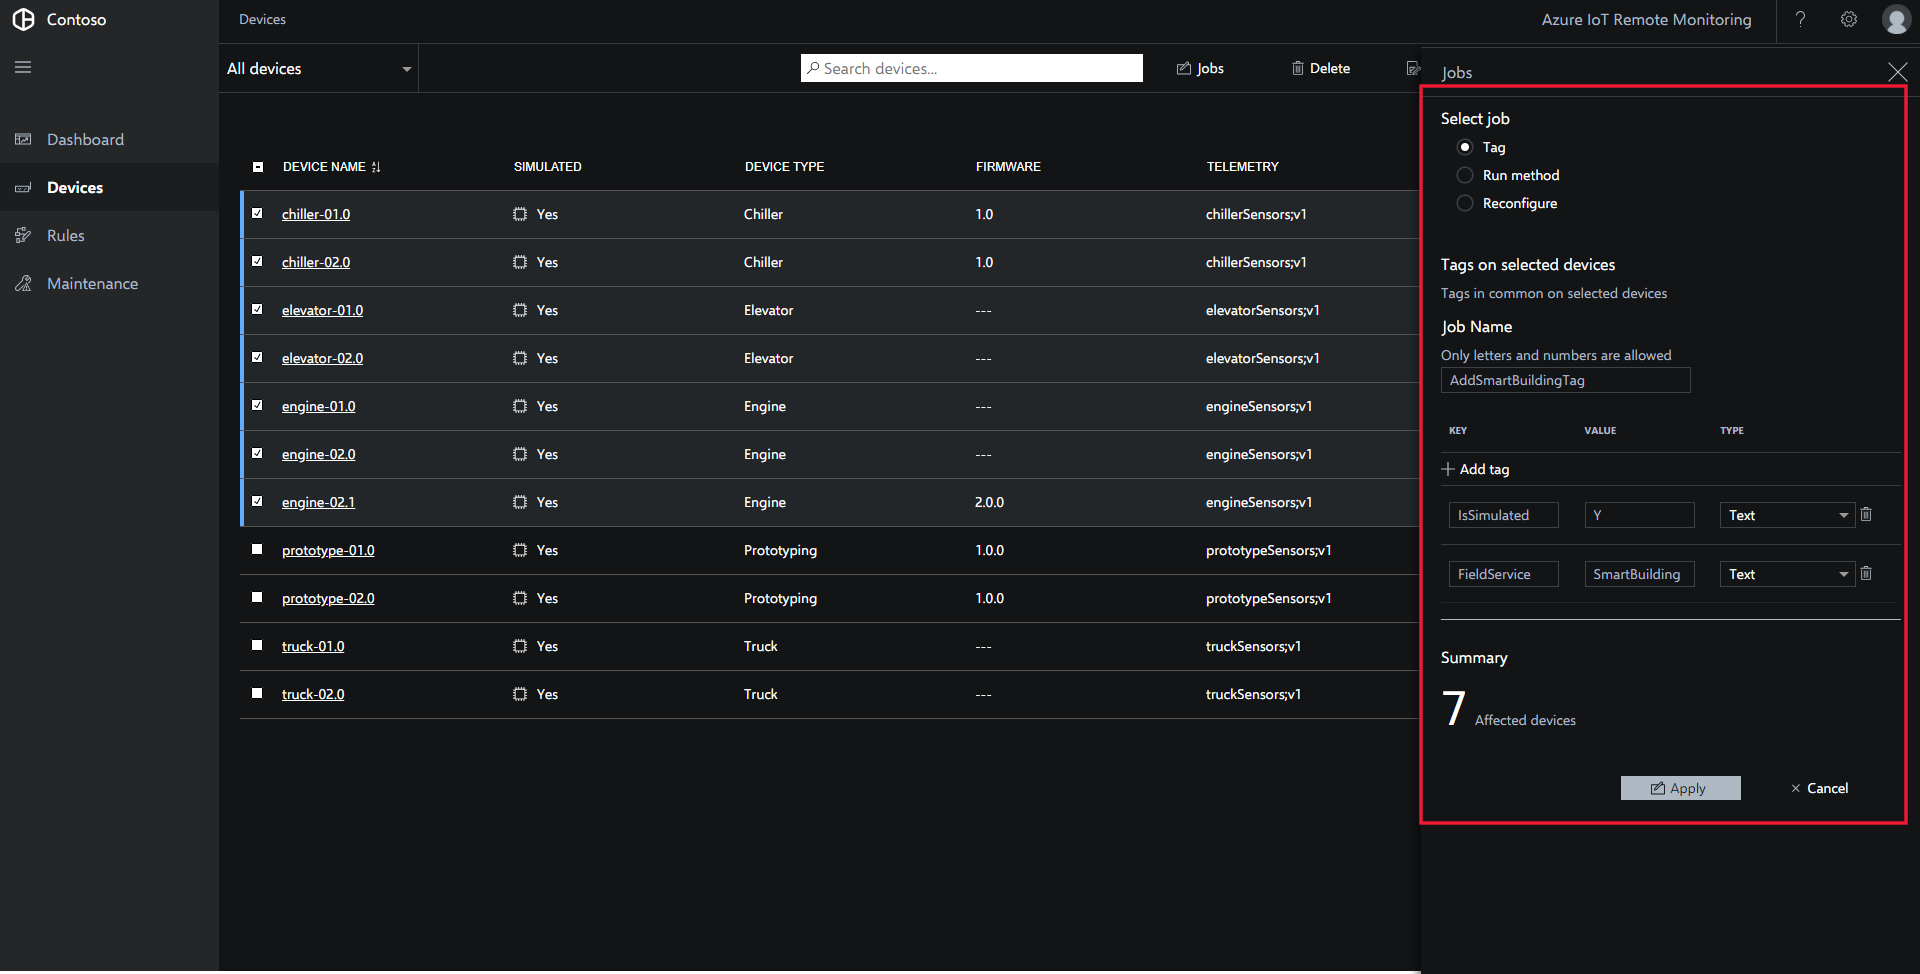 Contoso
Devices
Azure IoT Remote Monitoring
?
All devices
Search devices...
Jobs
Delete
Jobs
Dashboard
Devices
Rules
Maintenance
DEVICE NAME SIMULATED DEVICE TYPE FIRMWARE TELEMETRY
chiller-01.0 Yes Chiller 1.0 chillerSensors;v1
chiller-02.0 Yes Chiller 1.0 chillerSensors;v1
elevator-01.0 Yes Elevator --- elevatorSensors;v1
elevator-02.0 Yes Elevator --- elevatorSensors;v1
engine-01.0 Yes Engine --- engineSensors;v1
engine-02.0 Yes Engine --- engineSensors;v1
engine-02.1 Yes Engine 2.0.0 engineSensors;v1
prototype-01.0 Yes Prototyping 1.0.0 prototypeSensors;v1
prototype-02.0 Yes Prototyping 1.0.0 prototypeSensors;v1
truck-01.0 Yes Truck --- truckSensors;v1
truck-02.0 Yes Truck --- truckSensors;v1
Select job
Tag
Run method
Reconfigure
Tags on selected devices
Tags in common on selected devices
Job Name
Only letters and numbers are allowed
AddSmartBuildingTag
KEY VALUE TYPE
Add tag
IsSimulated Y Text
FieldService SmartBuilding Text
Summary
7 Affected devices
Apply Cancel